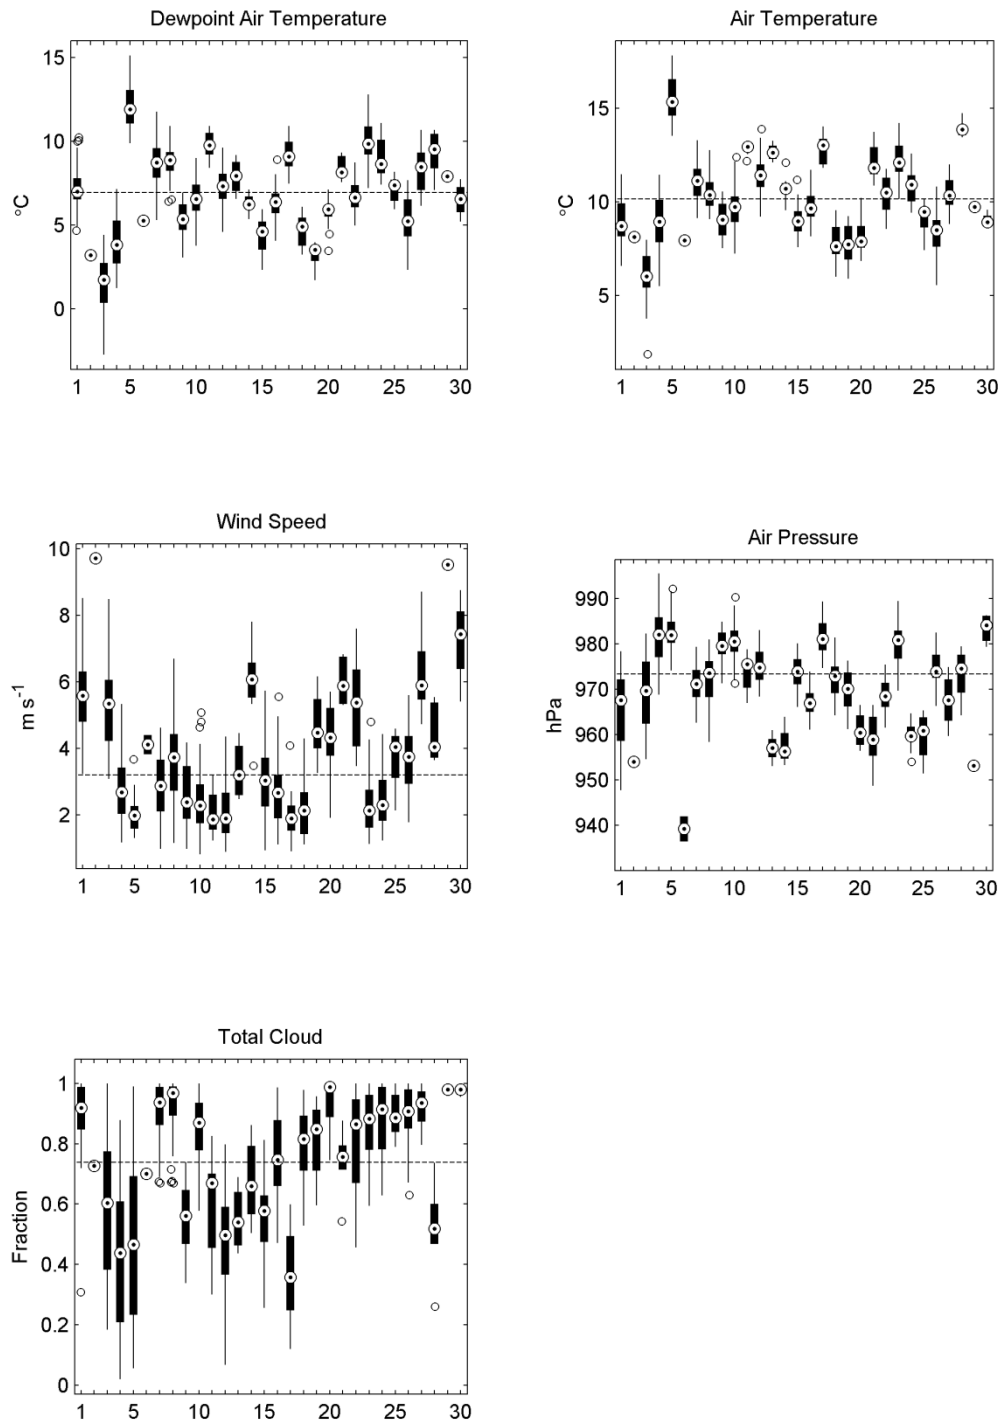 Dewpoint Air Temperature
15
10
5
0
°C
1 5 10 15 20 25 30
Air Temperature
15
10
5
°C
1 5 10 15 20 25 30
Wind Speed
10
8
6
4
2
m s-1
1 5 10 15 20 25 30
Air Pressure
990
980
970
960
950
940
hPa
1 5 10 15 20 25 30
Total Cloud
1
0.8
0.6
0.4
0.2
0
Fraction
1 5 10 15 20 25 30